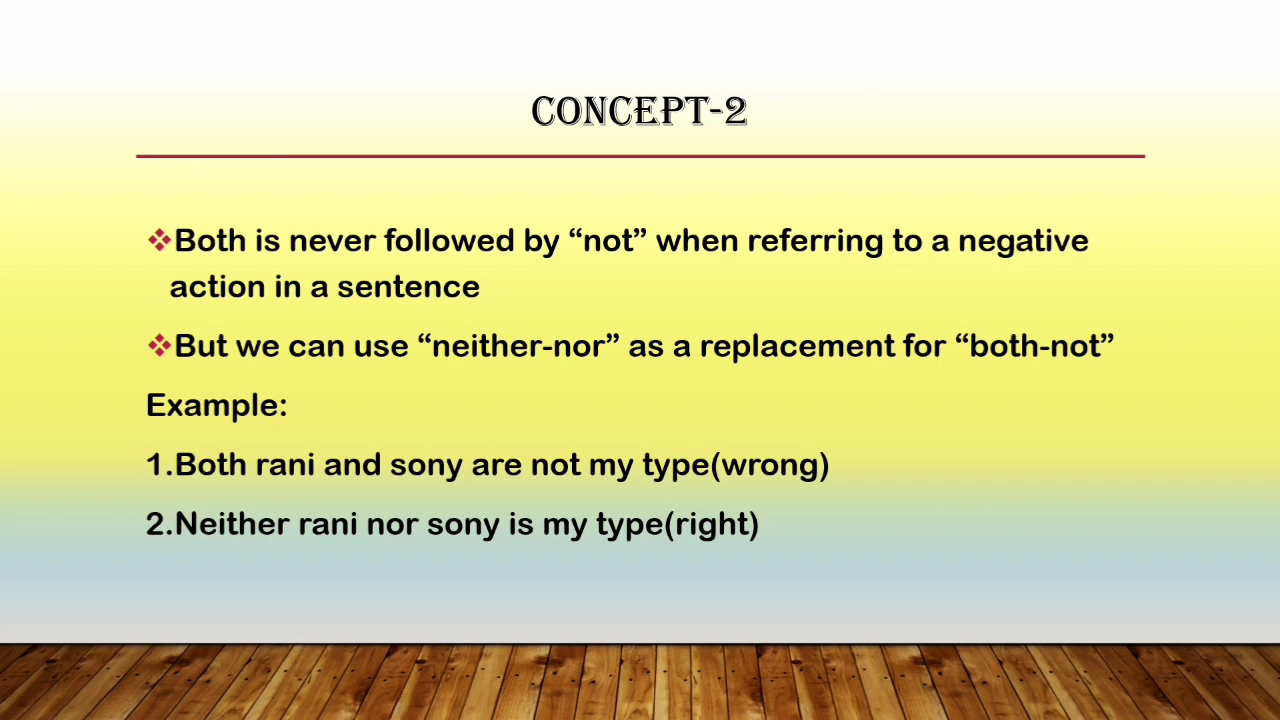 CONCEPT-2
❖Both is never followed by “not” when referring to a negative
action in a sentence
❖But we can use “neither-nor” as a replacement for “both-not”
Example:
1.Both rani and sony are not my type(wrong)
2.Neither rani nor sony is my type(right)